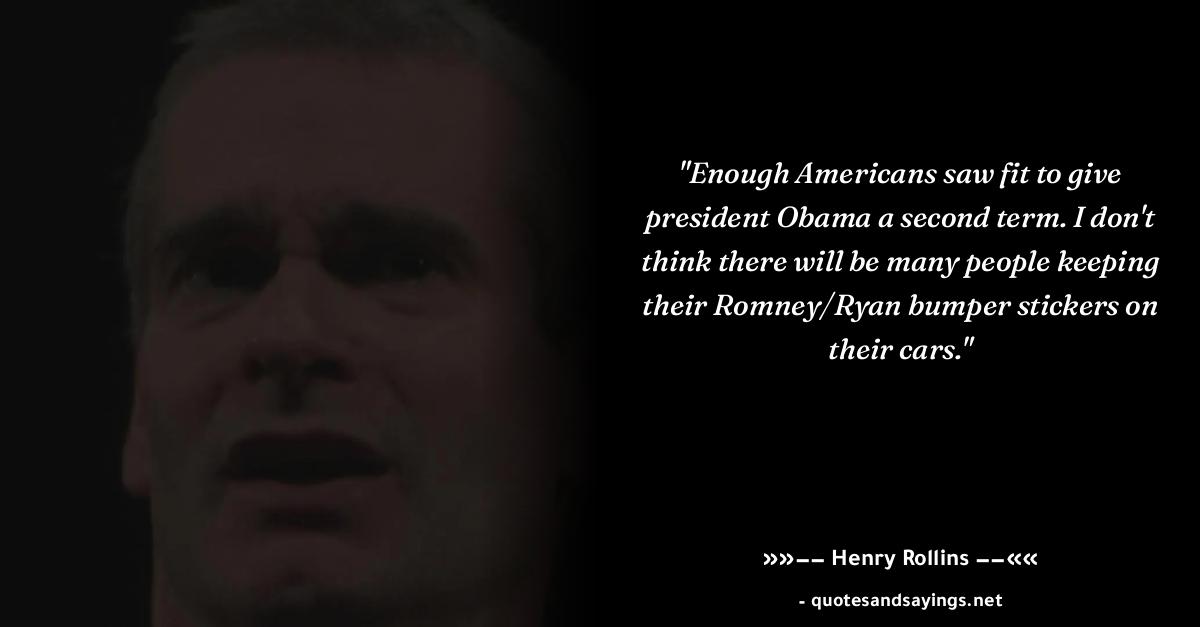 "Enough Americans saw fit to give
president Obama a second term. I don't
think there will be many people keeping
their Romney/Ryan bumper stickers on
their cars."
»»−− Henry Rollins −−««
- quotesandsayings.net